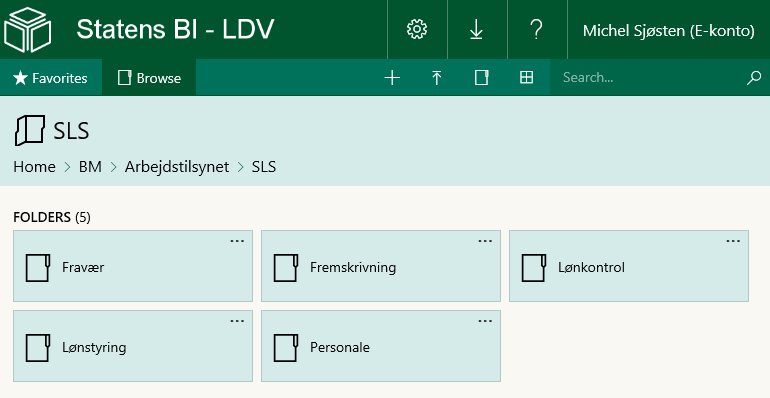 Statens BI - LDV
Michel Sjøsten (E-konto)
Favorites Browse Search...
SLS
Home > BM > Arbejdstilsynet > SLS
FOLDERS (5)
Fravær Fremskrivning Lønkontrol
Lønstyring Personale